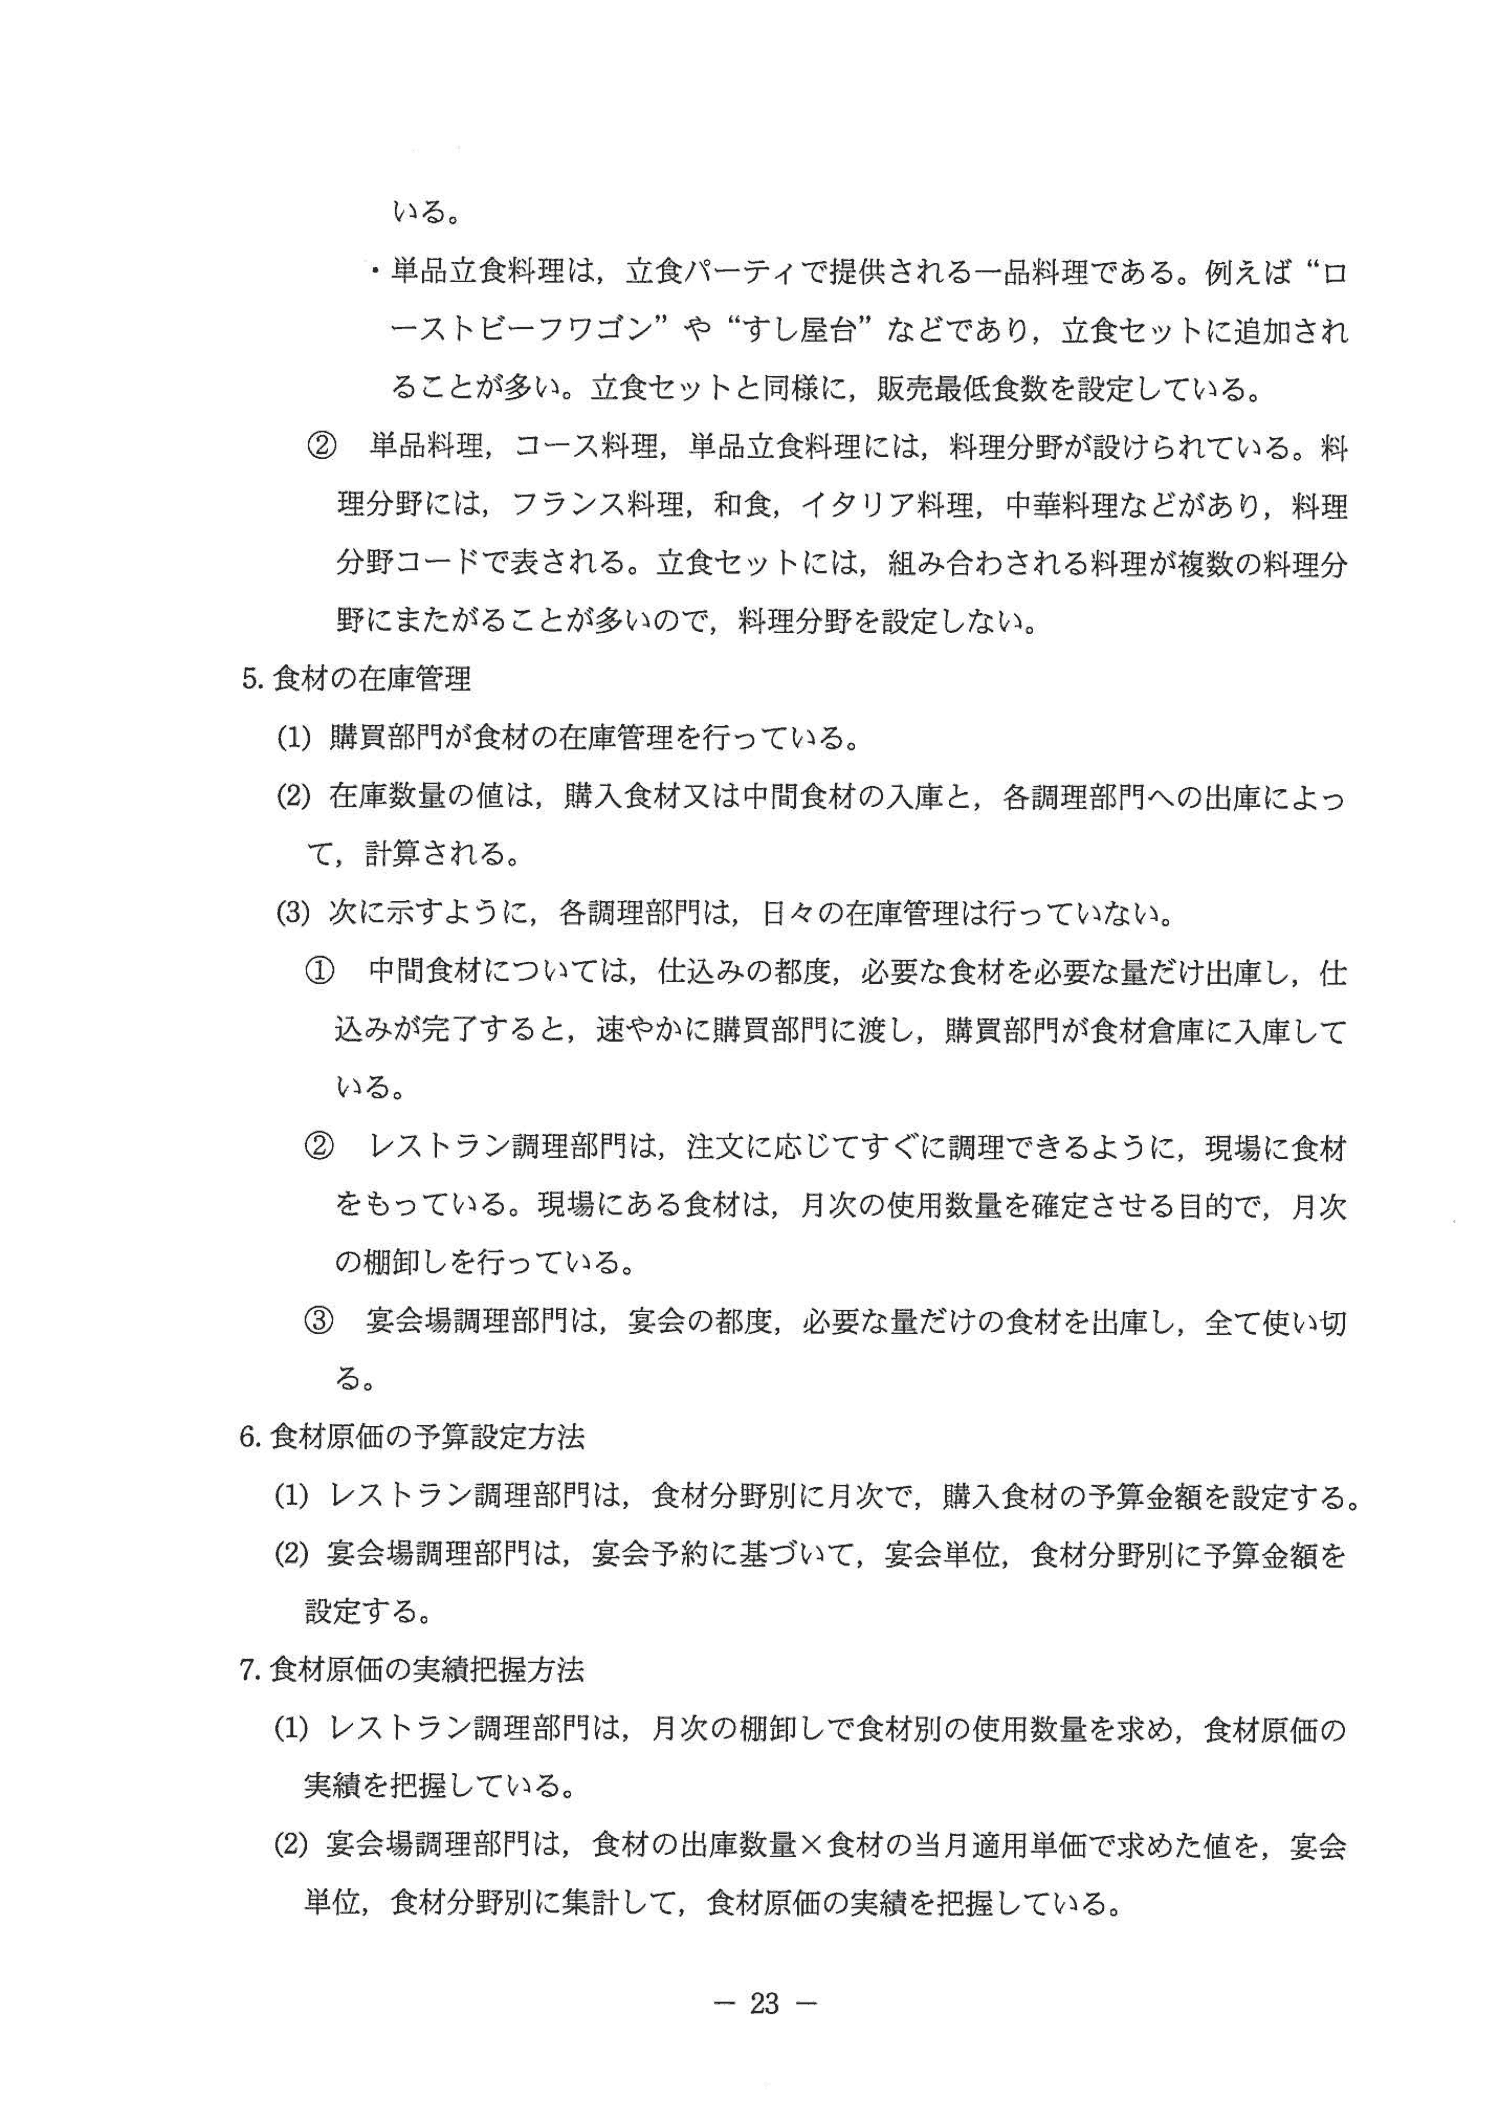 いる。
・単品立食料理は，立食パーティで提供される一品料理である。例えば“ロ
ーストビーフワゴン”や“すし屋台”などであり，立食セットに追加され
ることが多い。立食セットと同様に，販売最低食数を設定している。
②　単品料理，コース料理，単品立食料理には，料理分野が設けられている。料
理分野には，フランス料理，和食，イタリア料理，中華料理などがあり，料理
分野コードで表される。立食セットには，組み合わされる料理が複数の料理分
野にまたがることが多いので，料理分野を設定しない。
5. 食材の在庫管理
(1) 購買部門が食材の在庫管理を行っている。
(2) 在庫数量の値は，購入食材又は中間食材の入庫と，各調理部門への出庫によっ
て，計算される。
(3) 次に示すように，各調理部門は，日々の在庫管理は行っていない。
①　中間食材については，仕込みの都度，必要な食材を必要な量だけ出庫し，仕
込みが完了すると，速やかに購買部門に渡し，購買部門が食材倉庫に入庫して
いる。
②　レストラン調理部門は，注文に応じてすぐに調理できるように，現場に食材
をもっている。現場にある食材は，月次の使用数量を確定させる目的で，月次
の棚卸しを行っている。
③　宴会場調理部門は，宴会の都度，必要な量だけの食材を出庫し，全て使い切
る。
6. 食材原価の予算設定方法
(1) レストラン調理部門は，食材分野別に月次で，購入食材の予算金額を設定する。
(2) 宴会場調理部門は，宴会予約に基づいて，宴会単位，食材分野別に予算金額を
設定する。
7. 食材原価の実績把握方法
(1) レストラン調理部門は，月次の棚卸しで食材別の使用数量を求め，食材原価の
実績を把握している。
(2) 宴会場調理部門は，食材の出庫数量×食材の当月適用単価で求めた値を，宴会
単位，食材分野別に集計して，食材原価の実績を把握している。
－ 23 －